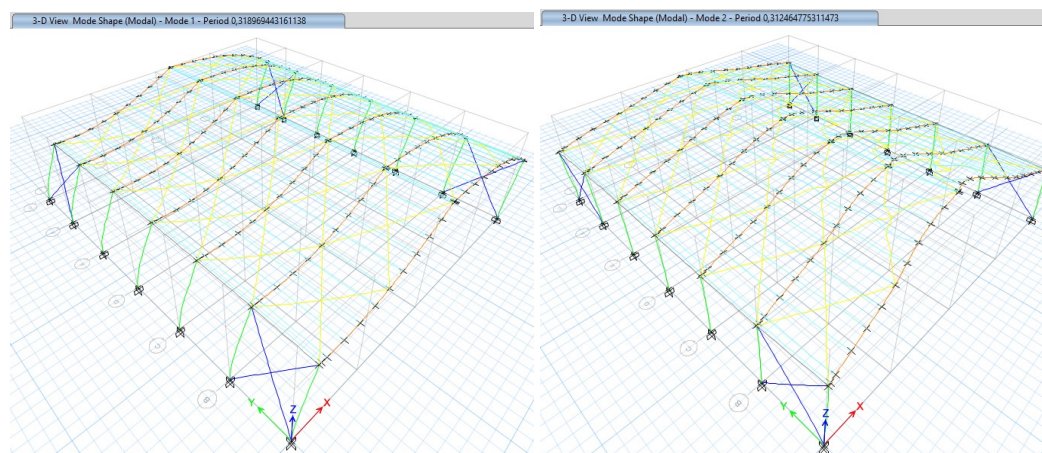 3-D View Mode Shape (Modal) - Mode 1 - Period 0,318969443161138
3-D View Mode Shape (Modal) - Mode 2 - Period 0,312464775311473
Y
Z
X
Y
Z
X